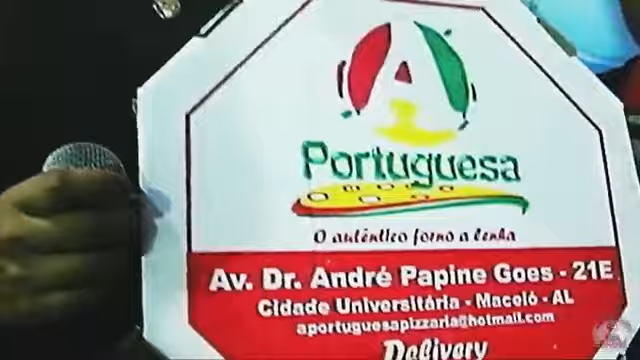 A
Portuguesa
O autêntico forno a lenha
Av. Dr. André Papine Goes - 21E
Cidade Universitária - Maceió - AL
aportuguesapizzaria@hotmail.com
Delivery